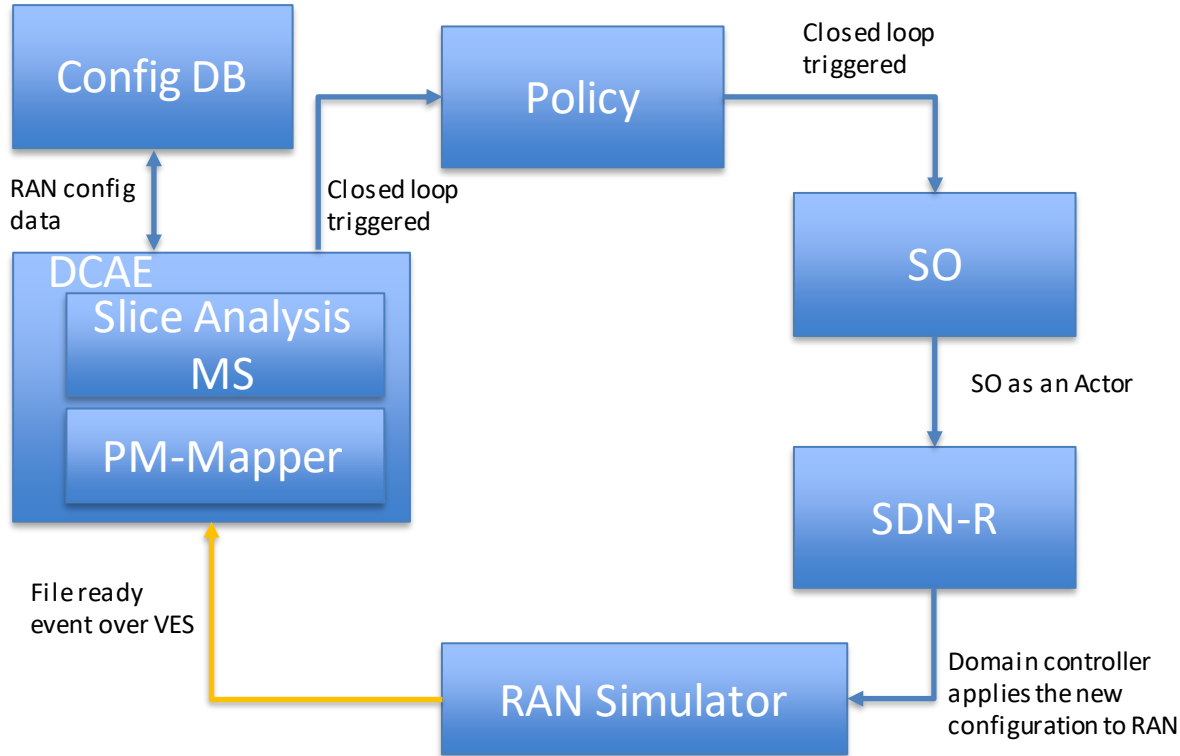 Config DB
Policy
Closed loop
triggered
RAN config
data
Closed loop
triggered
DCAE
Slice Analysis
MS
PM-Mapper
SO
SO as an Actor
SDN-R
File ready
event over VES
RAN Simulator
Domain controller
applies the new
configuration to RAN